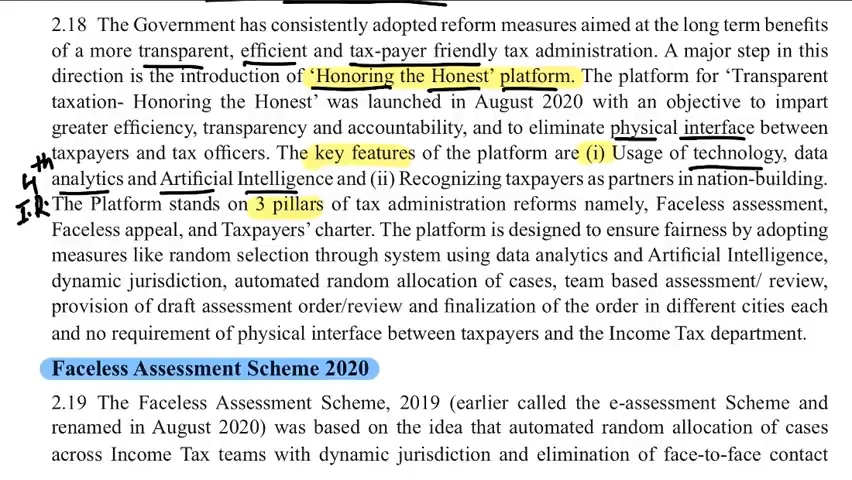 2.18 The Government has consistently adopted reform measures aimed at the long term benefits
of a more transparent, efficient and tax-payer friendly tax administration. A major step in this
direction is the introduction of ‘Honoring the Honest’ platform. The platform for ‘Transparent
taxation- Honoring the Honest’ was launched in August 2020 with an objective to impart
greater efficiency, transparency and accountability, and to eliminate physical interface between
taxpayers and tax officers. The key features of the platform are (i) Usage of technology, data
4th
analytics and Artificial Intelligence and (ii) Recognizing taxpayers as partners in nation-building.
I.R.
The Platform stands on 3 pillars of tax administration reforms namely, Faceless assessment,
Faceless appeal, and Taxpayers’ charter. The platform is designed to ensure fairness by adopting
measures like random selection through system using data analytics and Artificial Intelligence,
dynamic jurisdiction, automated random allocation of cases, team based assessment/ review,
provision of draft assessment order/review and finalization of the order in different cities each
and no requirement of physical interface between taxpayers and the Income Tax department.
Faceless Assessment Scheme 2020
2.19 The Faceless Assessment Scheme, 2019 (earlier called the e-assessment Scheme and
renamed in August 2020) was based on the idea that automated random allocation of cases
across Income Tax teams with dynamic jurisdiction and elimination of face-to-face contact